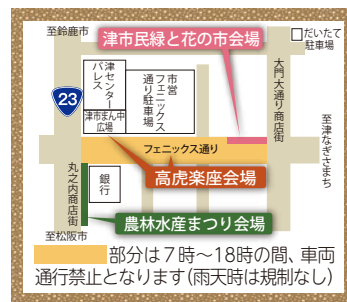 至鈴鹿市
津市民緑と花の市会場
だいたて
駐車場
津センター
パレス
市営
フェニックス
通り駐車場
大門大通り商店街
23
津市まん中
広場
至津なぎさまち
フェニックス通り
丸之内商店街
銀行
高虎楽座会場
農林水産まつり会場
至松阪市
部分は7時~18時の間、車両
通行禁止となります(雨天時は規制なし)